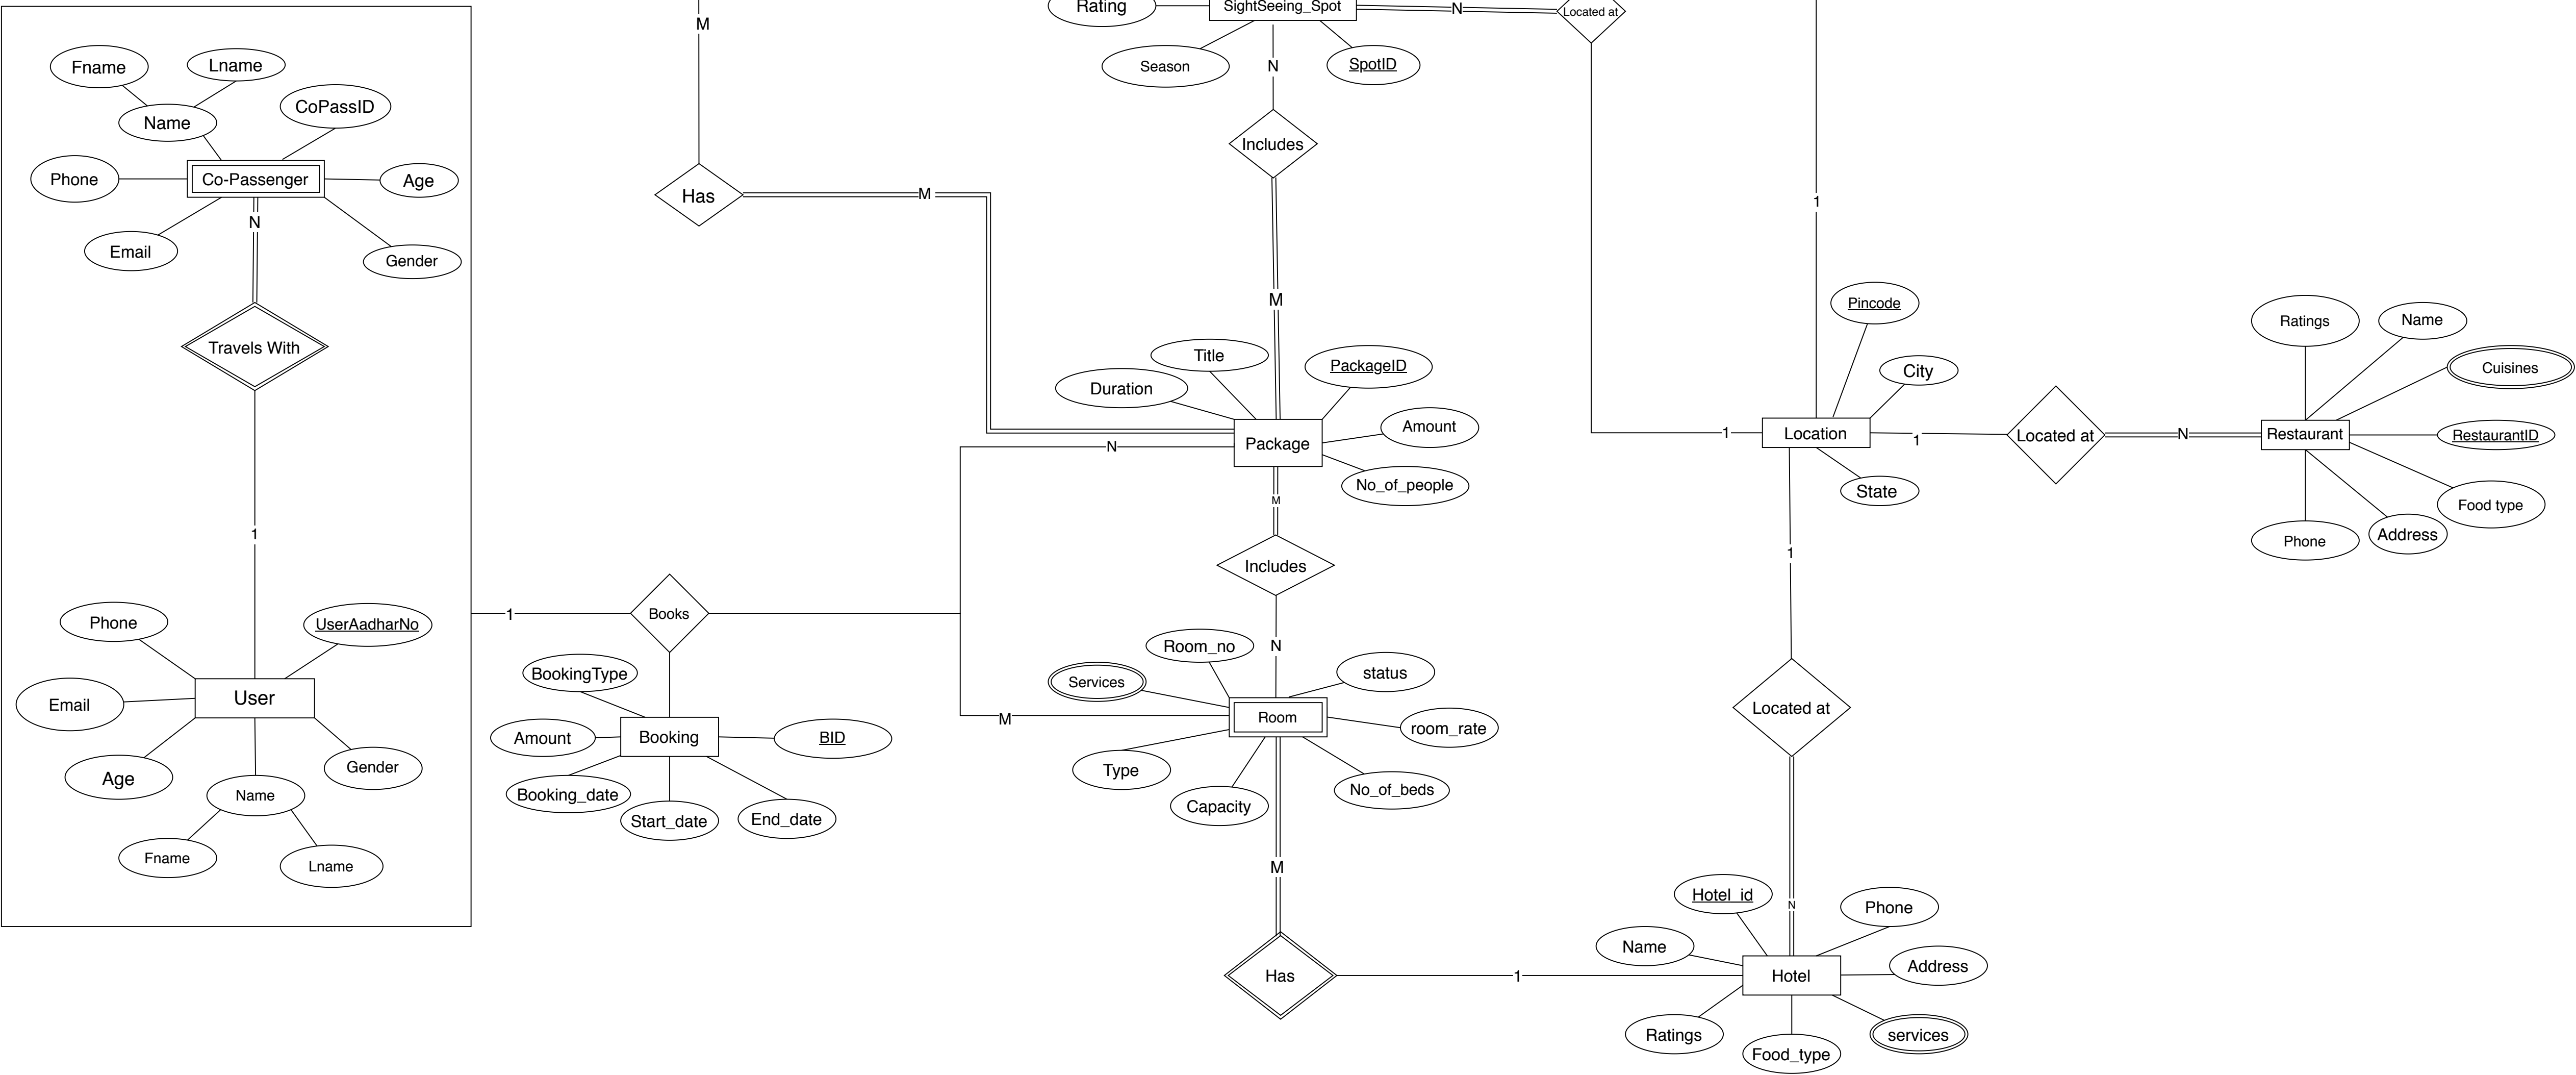 Rating
SightSeeing_Spot
N
Located at
M
Season
N
SpotID
Fname
Lname
CoPassID
Name
Phone
Co-Passenger
Age
N
Email
Gender
Travels With
1
Phone
UserAadharNo
Email
User
Age
Gender
Name
Fname
Lname
Has
M
Includes
M
1
Title
PackageID
Duration
Amount
Package
No_of_people
N
M
Includes
N
1
Books
BookingType
Amount
Booking
BID
Booking_date
Start_date
End_date
M
Room_no
Services
status
Room
room_rate
Type
Capacity
No_of_beds
M
Has
1
Pincode
City
1
Location
1
State
Located at
N
Ratings
Name
Cuisines
Restaurant
RestaurantID
Food type
Address
Phone
1
Located at
N
Hotel_id
Phone
Name
Hotel
Address
Ratings
Food_type
services